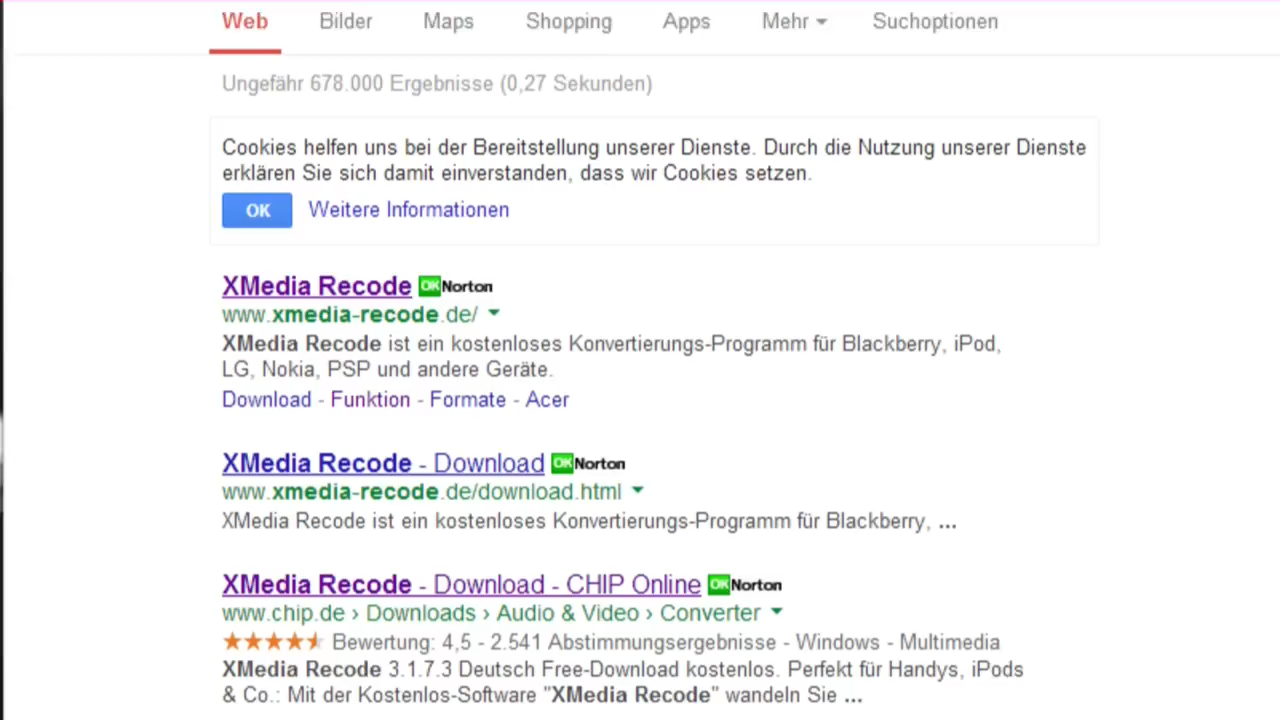 Web Bilder Maps Shopping Apps Mehr Suchoptionen
Ungefähr 678.000 Ergebnisse (0,27 Sekunden)
Cookies helfen uns bei der Bereitstellung unserer Dienste. Durch die Nutzung unserer Dienste
erklären Sie sich damit einverstanden, dass wir Cookies setzen.
OK Weitere Informationen
XMedia Recode OK Norton
www.xmedia-recode.de/
XMedia Recode ist ein kostenloses Konvertierungs-Programm für Blackberry, iPod,
LG, Nokia, PSP und andere Geräte.
Download - Funktion - Formate - Acer
XMedia Recode - Download OK Norton
www.xmedia-recode.de/download.html
XMedia Recode ist ein kostenloses Konvertierungs-Programm für Blackberry, ...
XMedia Recode - Download - CHIP Online OK Norton
www.chip.de › Downloads › Audio & Video › Converter
Bewertung: 4,5 - 2.541 Abstimmungsergebnisse - Windows - Multimedia
XMedia Recode 3.1.7.3 Deutsch Free-Download kostenlos. Perfekt für Handys, iPods
& Co.: Mit der Kostenlos-Software "XMedia Recode" wandeln Sie ...